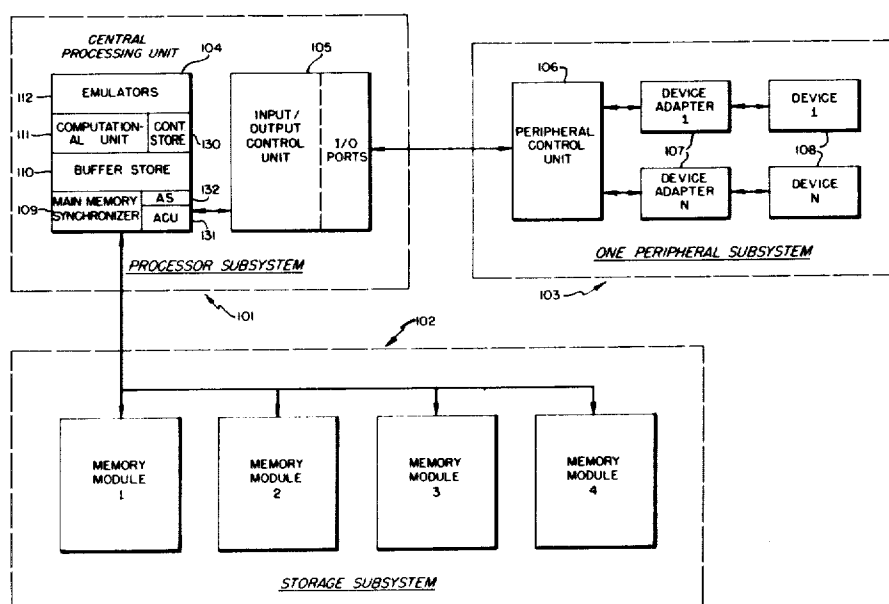 CENTRAL
PROCESSING UNIT
104
112
EMULATORS
111
COMPUTATION-
AL UNIT
CONT
STORE
130
110
BUFFER STORE
132
109
MAIN MEMORY
SYNCHRONIZER
AS
ACU
131
105
INPUT/
OUTPUT
CONTROL
UNIT
I/O
PORTS
PROCESSOR SUBSYSTEM
101
106
PERIPHERAL
CONTROL
UNIT
DEVICE
ADAPTER
1
DEVICE
1
107
108
DEVICE
ADAPTER
N
DEVICE
N
ONE PERIPHERAL SUBSYSTEM
103
102
MEMORY
MODULE
1
MEMORY
MODULE
2
MEMORY
MODULE
3
MEMORY
MODULE
4
STORAGE SUBSYSTEM